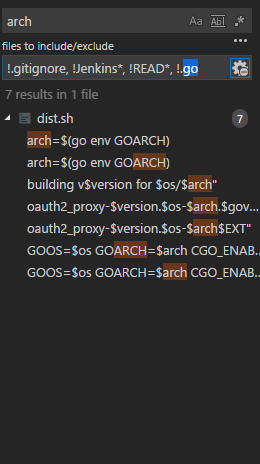 arch
Aa Abl .*
files to include/exclude
...
!.gitignore, !Jenkins*, !READ*, !.go
7 results in 1 file
dist.sh 7
arch=$(go env GOARCH)
arch=$(go env GOARCH)
building v$version for $os/$arch"
oauth2_proxy-$version.$os-$arch.$gov...
oauth2_proxy-$version.$os-$arch$EXT"
GOOS=$os GOARCH=$arch CGO_ENAB...
GOOS=$os GOARCH=$arch CGO_ENAB...